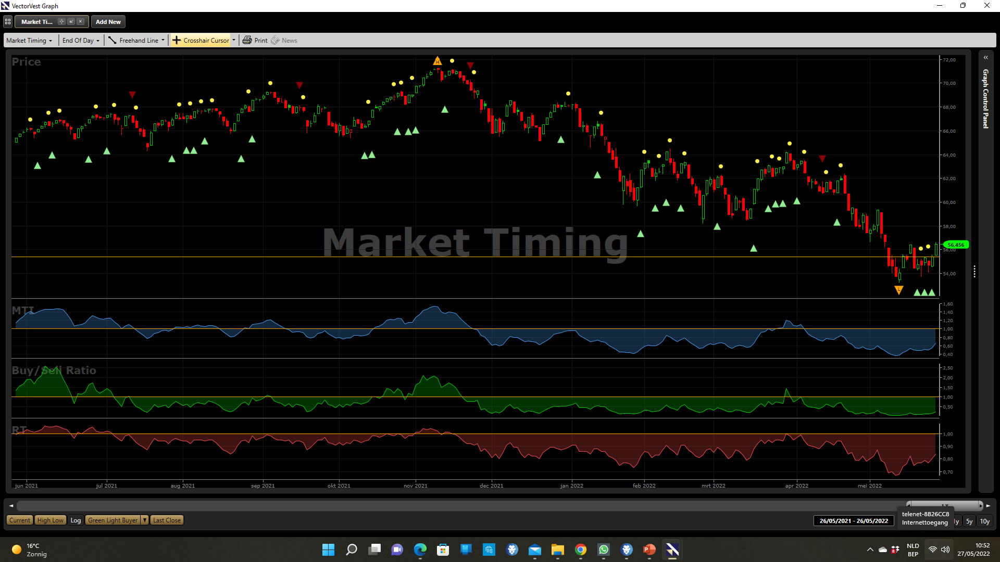 VectorVest Graph
Market Ti...
Add New
Market Timing
End Of Day
Freehand Line
Crosshair Cursor
Print
News
Price
Market Timing
H
L
72,00
70,00
68,00
66,00
64,00
62,00
60,00
58,00
56,456
56,00
54,00
Graph Control Panel
MTI
1,60
1,40
1,20
1,00
0,80
0,60
0,40
Buy/Sell Ratio
2,50
2,00
1,50
1,00
0,50
RT
1,00
0,90
0,80
0,70
jun 2021
jul 2021
aug 2021
sep 2021
okt 2021
nov 2021
dec 2021
jan 2022
feb 2022
mrt 2022
apr 2022
mei 2022
Current
High Low
Log
Green Light Buyer
Last Close
26/05/2021 - 26/05/2022
telenet-8B26CC8
Internettoegang
1y
5y
10y
16°C
Zonnig
NLD
BEP
10:52
27/05/2022